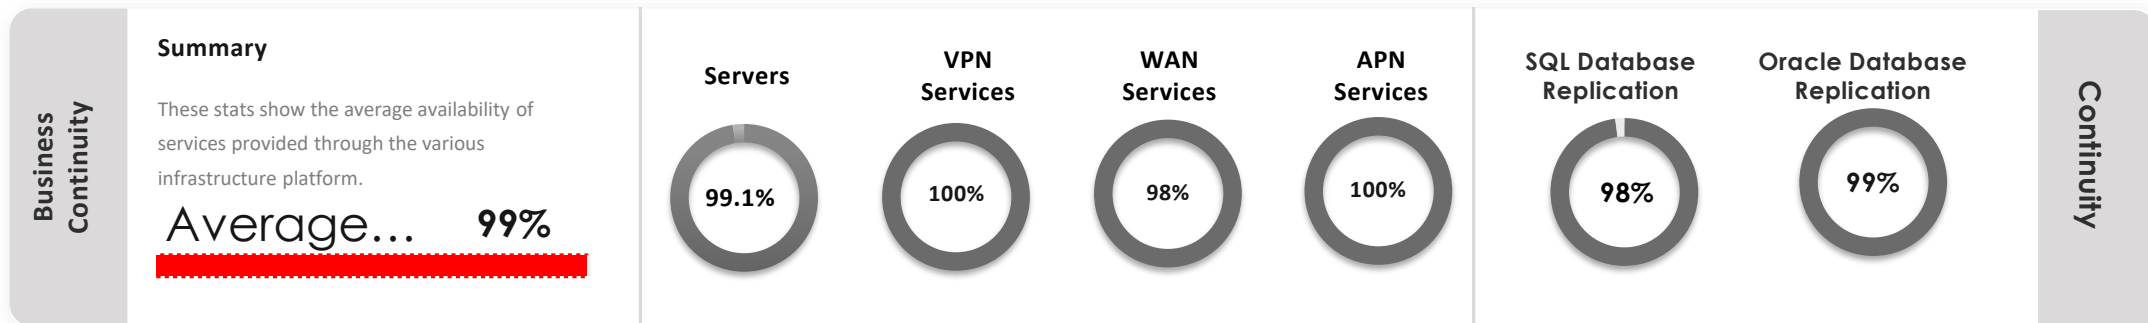 Business
Continuity
Summary
These stats show the average availability of
services provided through the various
infrastructure platform.
Average... 99%
Servers
99.1%
VPN
Services
100%
WAN
Services
98%
APN
Services
100%
SQL Database
Replication
98%
Oracle Database
Replication
99%
Continuity